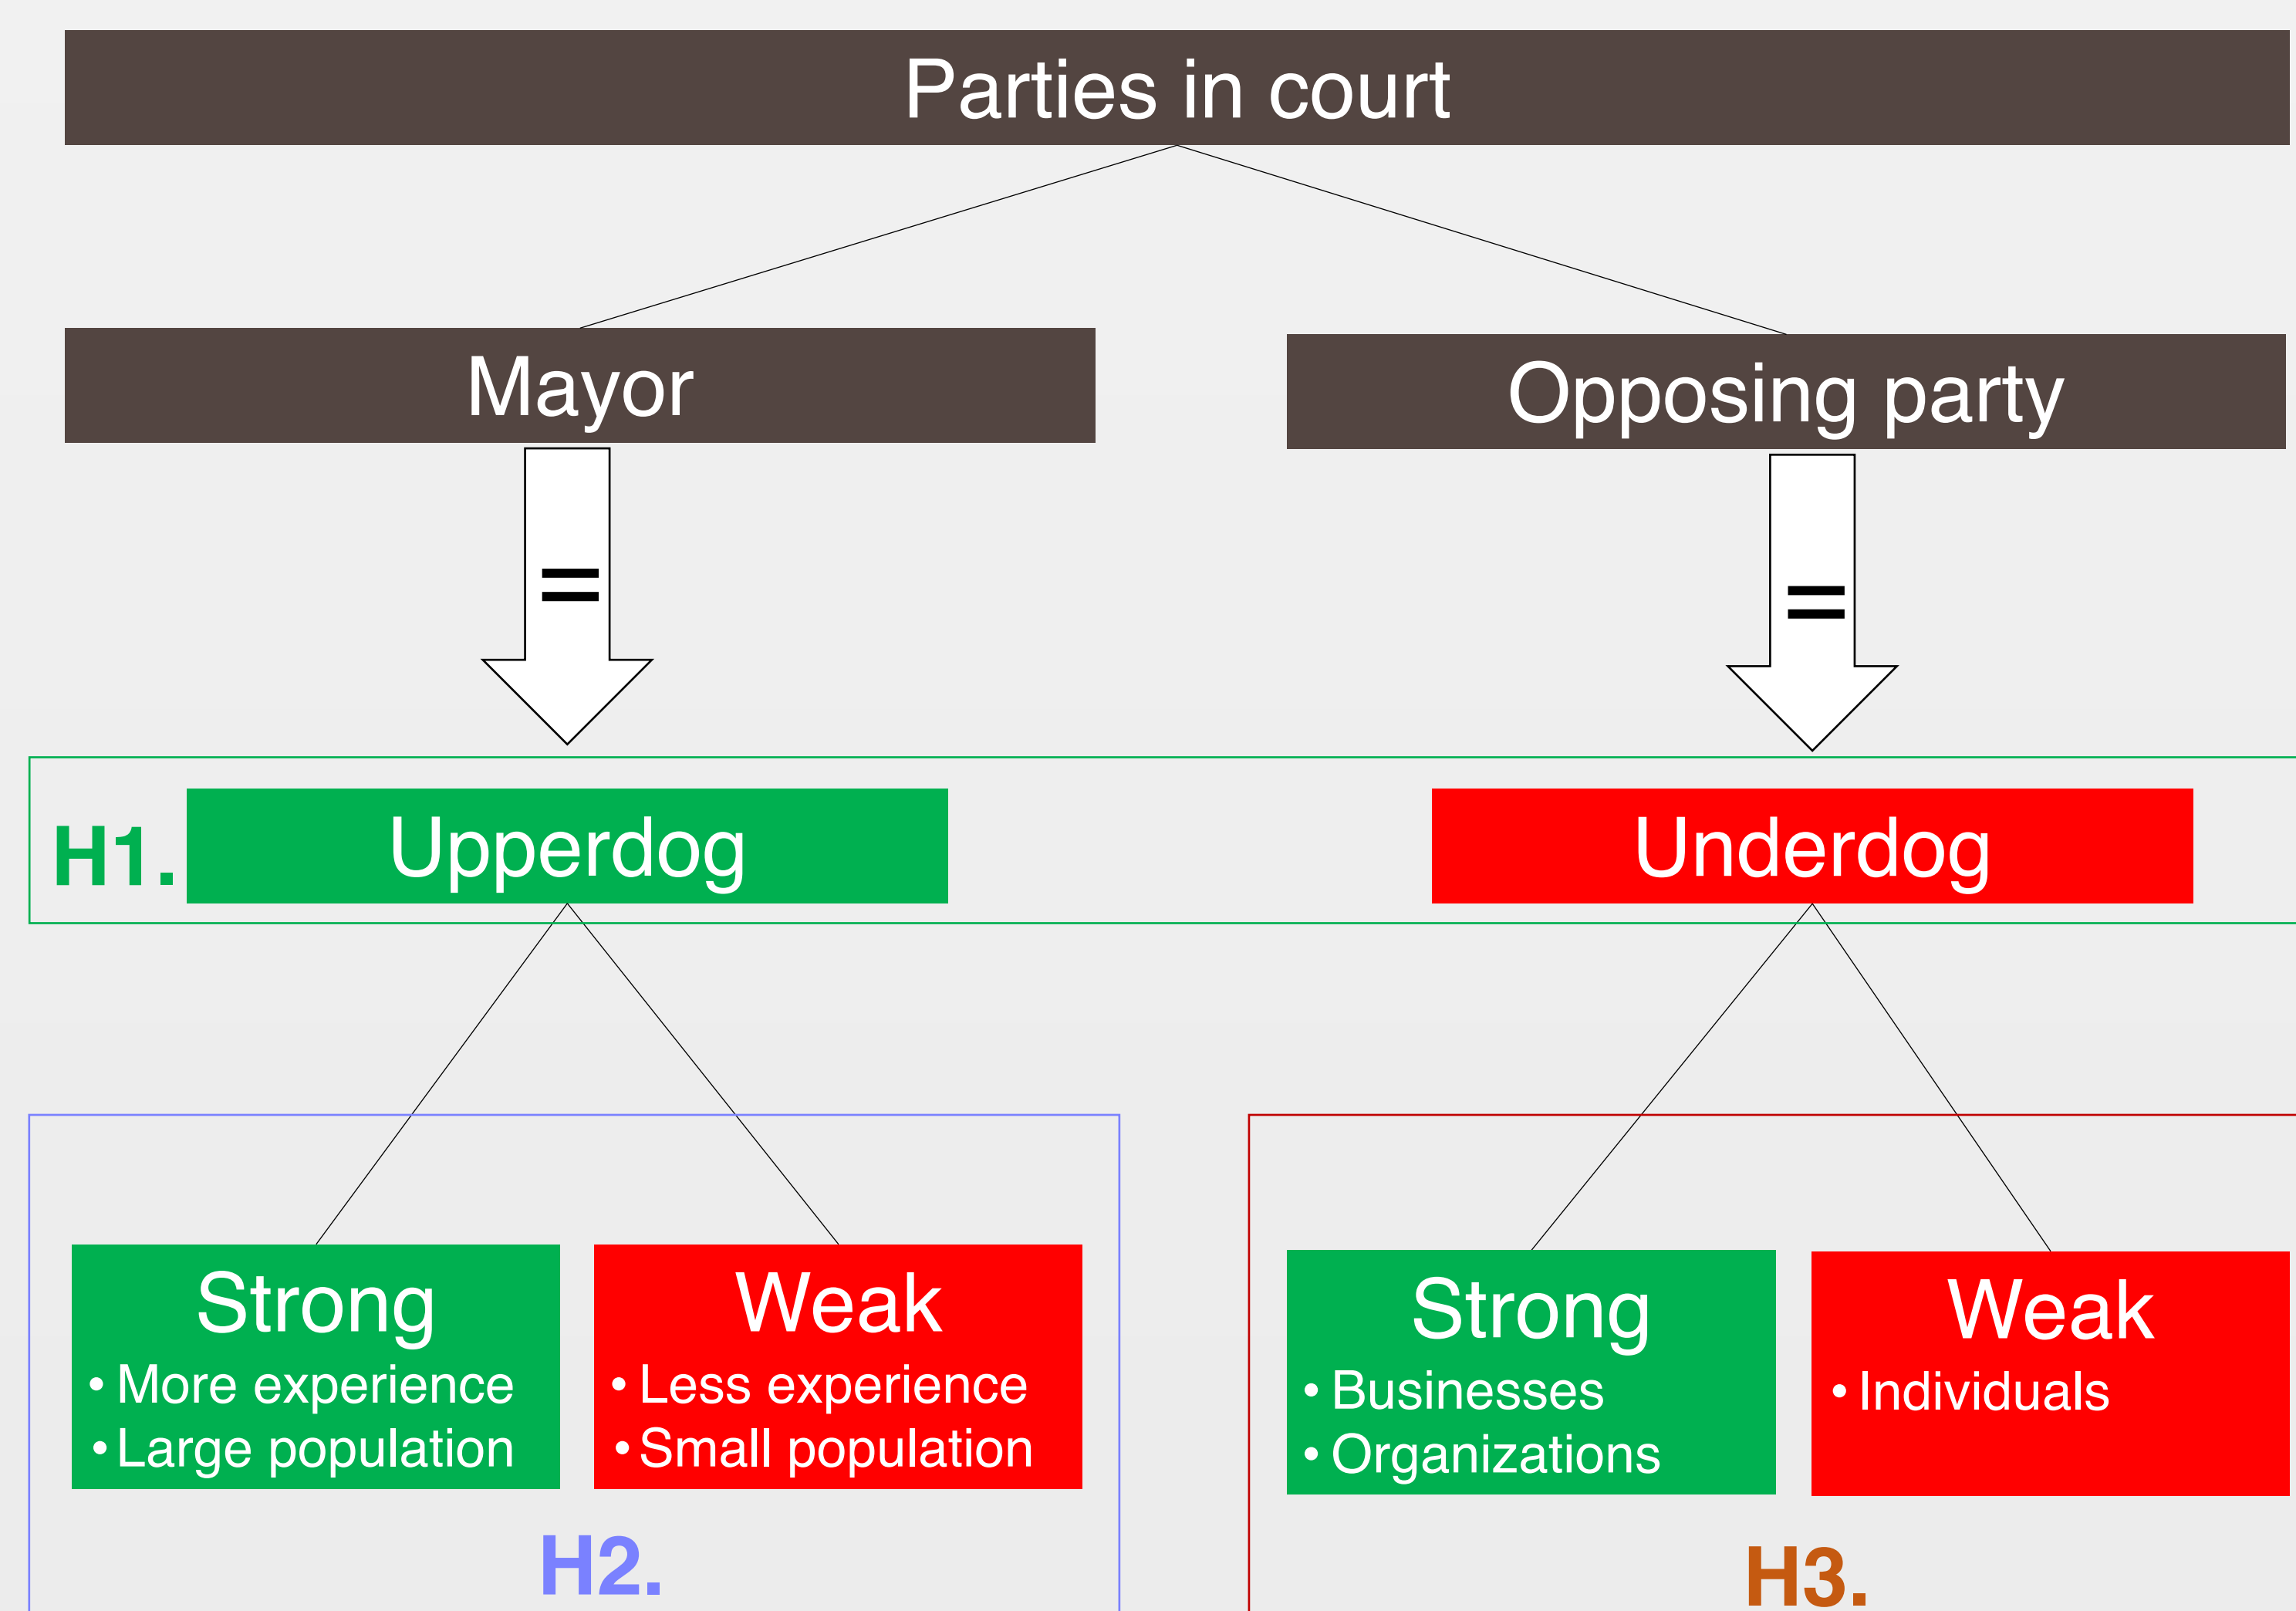 Parties in court
Mayor
Opposing party
=
=
H1.
Upperdog
Underdog
Strong
• More experience
• Large population
Weak
• Less experience
• Small population
Strong
• Businesses
• Organizations
Weak
• Individuals
H2.
H3.